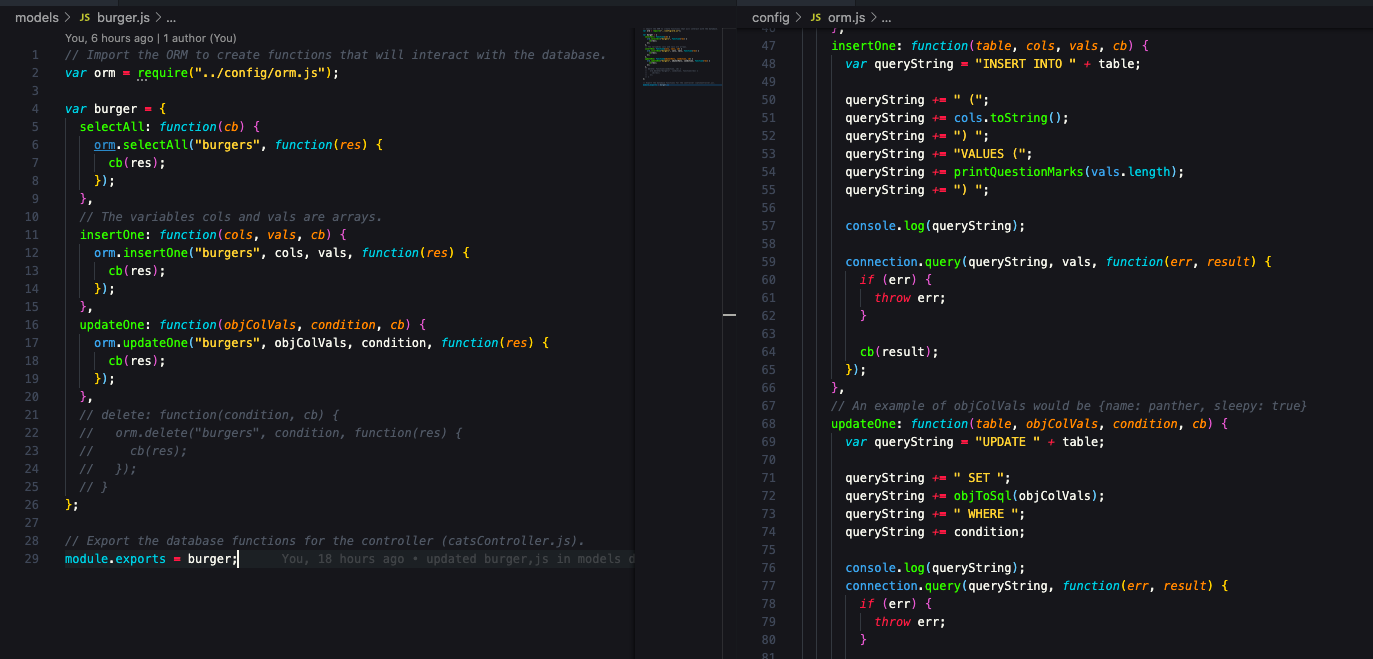 models > JS burger.js > ...
You, 6 hours ago | 1 author (You)
1 // Import the ORM to create functions that will interact with the database.
2 var orm = require("../config/orm.js");
3
4 var burger = {
5 selectAll: function(cb) {
6 orm.selectAll("burgers", function(res) {
7 cb(res);
8 });
9 },
10 // The variables cols and vals are arrays.
11 insertOne: function(cols, vals, cb) {
12 orm.insertOne("burgers", cols, vals, function(res) {
13 cb(res);
14 });
15 },
16 updateOne: function(objColVals, condition, cb) {
17 orm.updateOne("burgers", objColVals, condition, function(res) {
18 cb(res);
19 });
20 },
21 // delete: function(condition, cb) {
22 //   orm.delete("burgers", condition, function(res) {
23 //     cb(res);
24 //   });
25 // }
26 };
27
28 // Export the database functions for the controller (catsController.js).
29 module.exports = burger; You, 18 hours ago • updated burger,js in models d
config > JS orm.js > ...
46 },
47 insertOne: function(table, cols, vals, cb) {
48 var queryString = "INSERT INTO " + table;
49
50 queryString += " (";
51 queryString += cols.toString();
52 queryString += ") ";
53 queryString += "VALUES (";
54 queryString += printQuestionMarks(vals.length);
55 queryString += ") ";
56
57 console.log(queryString);
58
59 connection.query(queryString, vals, function(err, result) {
60 if (err) {
61 throw err;
62 }
63
64 cb(result);
65 });
66 },
67 // An example of objColVals would be {name: panther, sleepy: true}
68 updateOne: function(table, objColVals, condition, cb) {
69 var queryString = "UPDATE " + table;
70
71 queryString += " SET ";
72 queryString += objToSql(objColVals);
73 queryString += " WHERE ";
74 queryString += condition;
75
76 console.log(queryString);
77 connection.query(queryString, function(err, result) {
78 if (err) {
79 throw err;
80 }
81